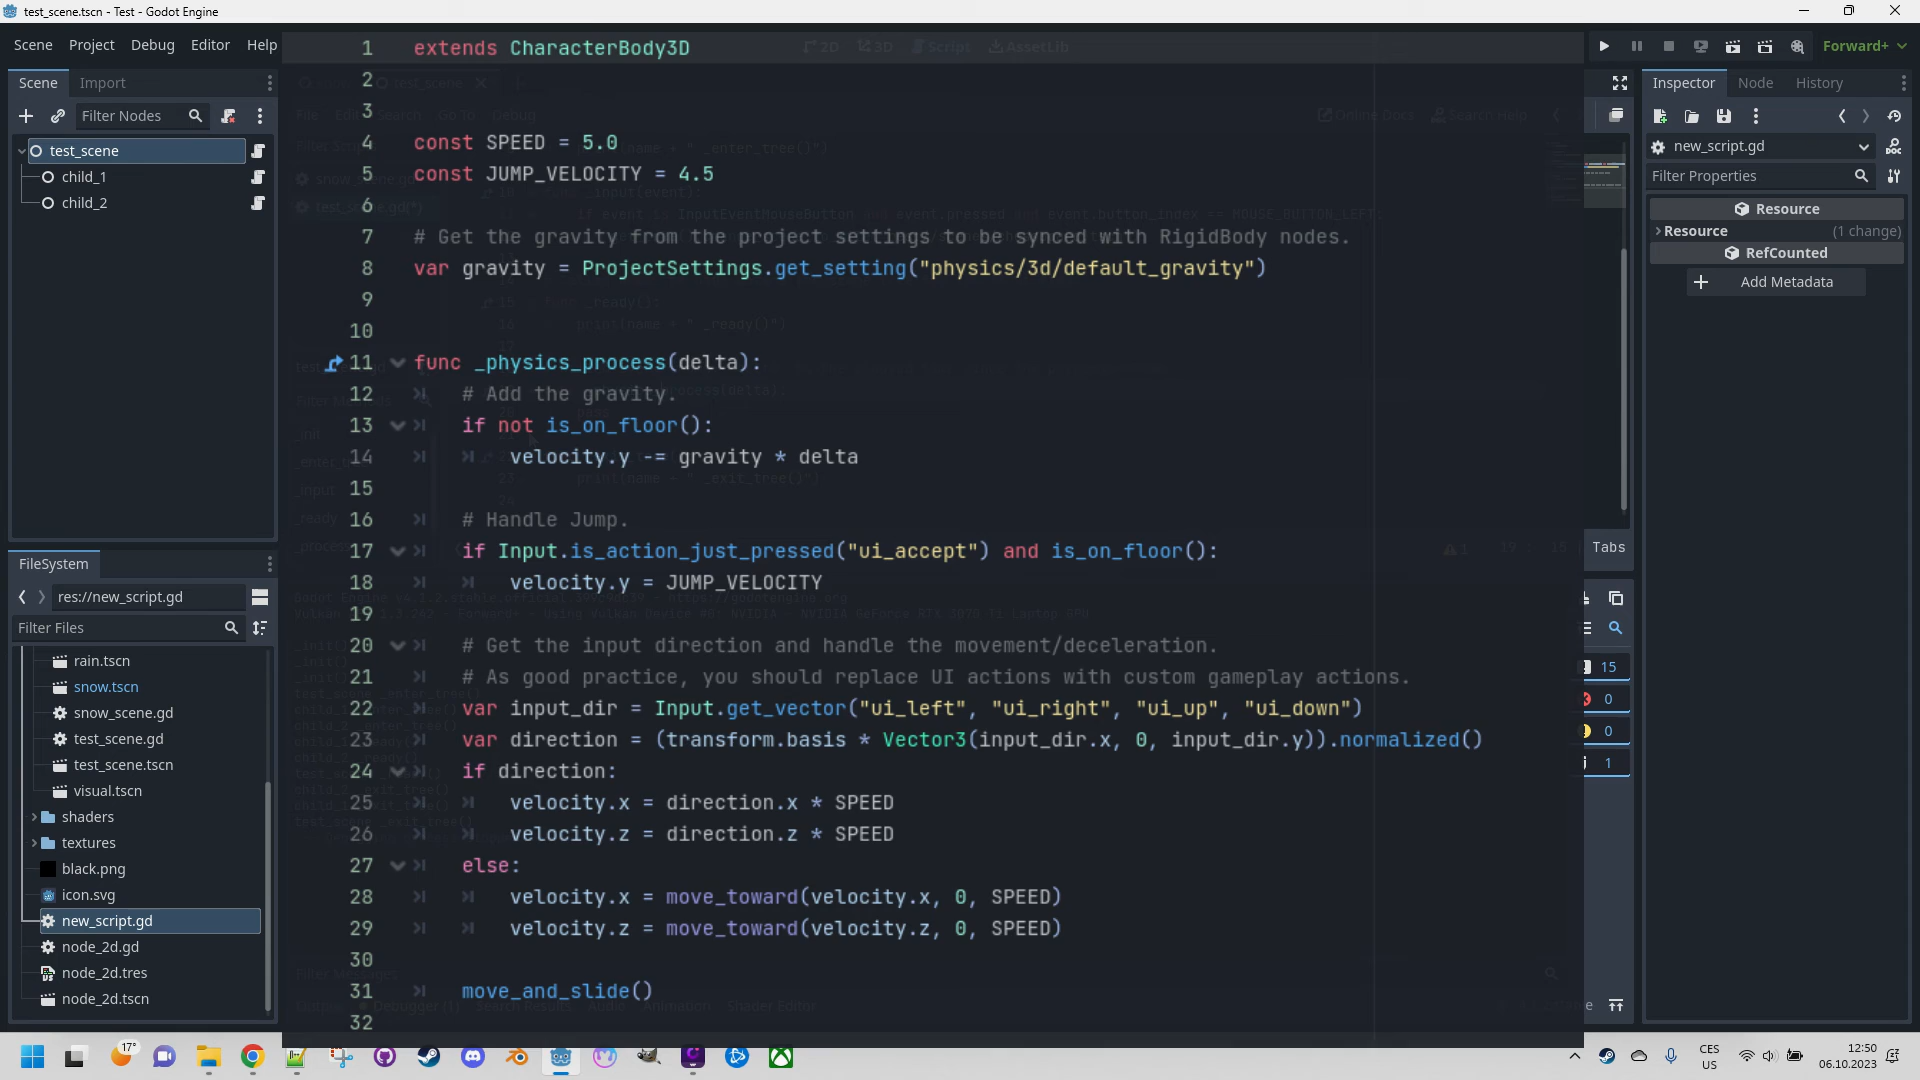 test_scene.tscn - Test - Godot Engine
Scene Project Debug Editor Help
2D 3D Script AssetLib
Forward+
Scene Import
Filter Nodes
test_scene
child_1
child_2
FileSystem
res://new_script.gd
Filter Files
rain.tscn
snow.tscn
snow_scene.gd
test_scene.gd
test_scene.tscn
visual.tscn
shaders
textures
black.png
icon.svg
new_script.gd
node_2d.gd
node_2d.tres
node_2d.tscn
1 extends CharacterBody3D
2
3
4 const SPEED = 5.0
5 const JUMP_VELOCITY = 4.5
6
7 # Get the gravity from the project settings to be synced with RigidBody nodes.
8 var gravity = ProjectSettings.get_setting("physics/3d/default_gravity")
9
10
11 func _physics_process(delta):
12 # Add the gravity.
13 if not is_on_floor():
14 velocity.y -= gravity * delta
15
16 # Handle Jump.
17 if Input.is_action_just_pressed("ui_accept") and is_on_floor():
18 velocity.y = JUMP_VELOCITY
19
20 # Get the input direction and handle the movement/deceleration.
21 # As good practice, you should replace UI actions with custom gameplay actions.
22 var input_dir = Input.get_vector("ui_left", "ui_right", "ui_up", "ui_down")
23 var direction = (transform.basis * Vector3(input_dir.x, 0, input_dir.y)).normalized()
24 if direction:
25 velocity.x = direction.x * SPEED
26 velocity.z = direction.z * SPEED
27 else:
28 velocity.x = move_toward(velocity.x, 0, SPEED)
29 velocity.z = move_toward(velocity.z, 0, SPEED)
30
31 move_and_slide()
32
Tabs
15
0
0
1
Inspector Node History
new_script.gd
Filter Properties
Resource
Resource (1 change)
RefCounted
Add Metadata
17°
CES
US
12:50
06.10.2023